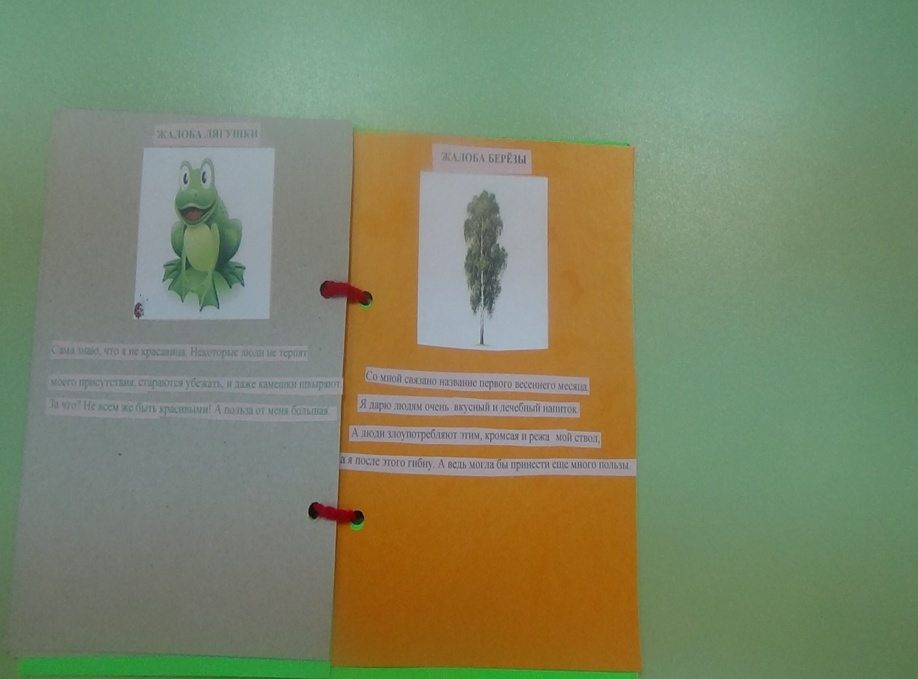 ЖАЛОБА ЛЯГУШКИ
Сама знаю, что я не красавица. Некоторые люди не терпят
моего присутствия, стараются убежать, и даже камешки швыряют.
За что? Не всем же быть красивыми! А польза от меня большая.
ЖАЛОБА БЕРЁЗЫ
Со мной связано название первого весеннего месяца.
Я дарю людям очень вкусный и лечебный напиток.
А люди злоупотребляют этим, кромсая и режа мой ствол,
а я после этого гибну. А ведь могла бы принести еще много пользы.